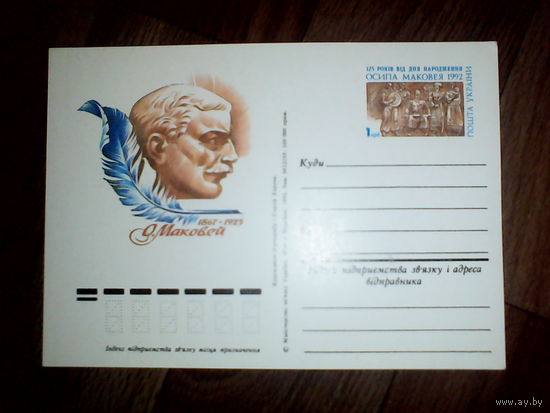 1867-1925
О. Маковей
Індекс підприємства зв'язку місця призначення
125 РОКІВ ВІД ДНЯ НАРОДЖЕННЯ
ОСИПА МАКОВЕЯ 1992
ПОШТА УКРАЇНИ
1
Куди
підприємства зв'язку і адреса
відправника
www.ay.by